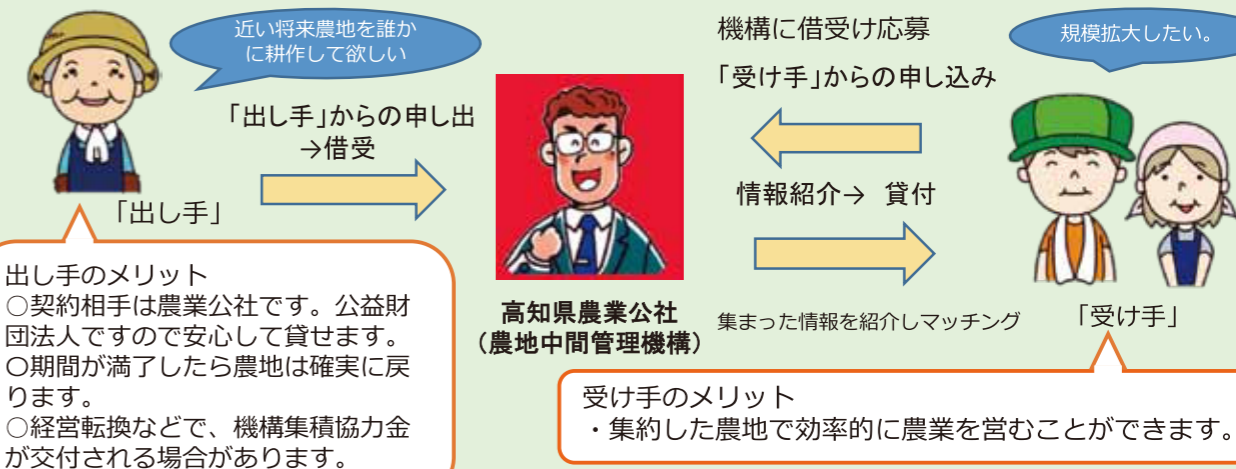 近い将来農地を誰か
に耕作して欲しい
「出し手」からの申し出
→借受
「出し手」
出し手のメリット
○契約相手は農業公社です。公益財
団法人ですので安心して貸せます。
〇期間が満了したら農地は確実に戻
ります。
○経営転換などで、機構集積協力金
が交付される場合があります。
高知県農業公社
（農地中間管理機構）
機構に借受け応募
「受け手」からの申し込み
規模拡大したい。
情報紹介→ 貸付
集まった情報を紹介しマッチング
「受け手」
受け手のメリット
・集約した農地で効率的に農業を営むことができます。